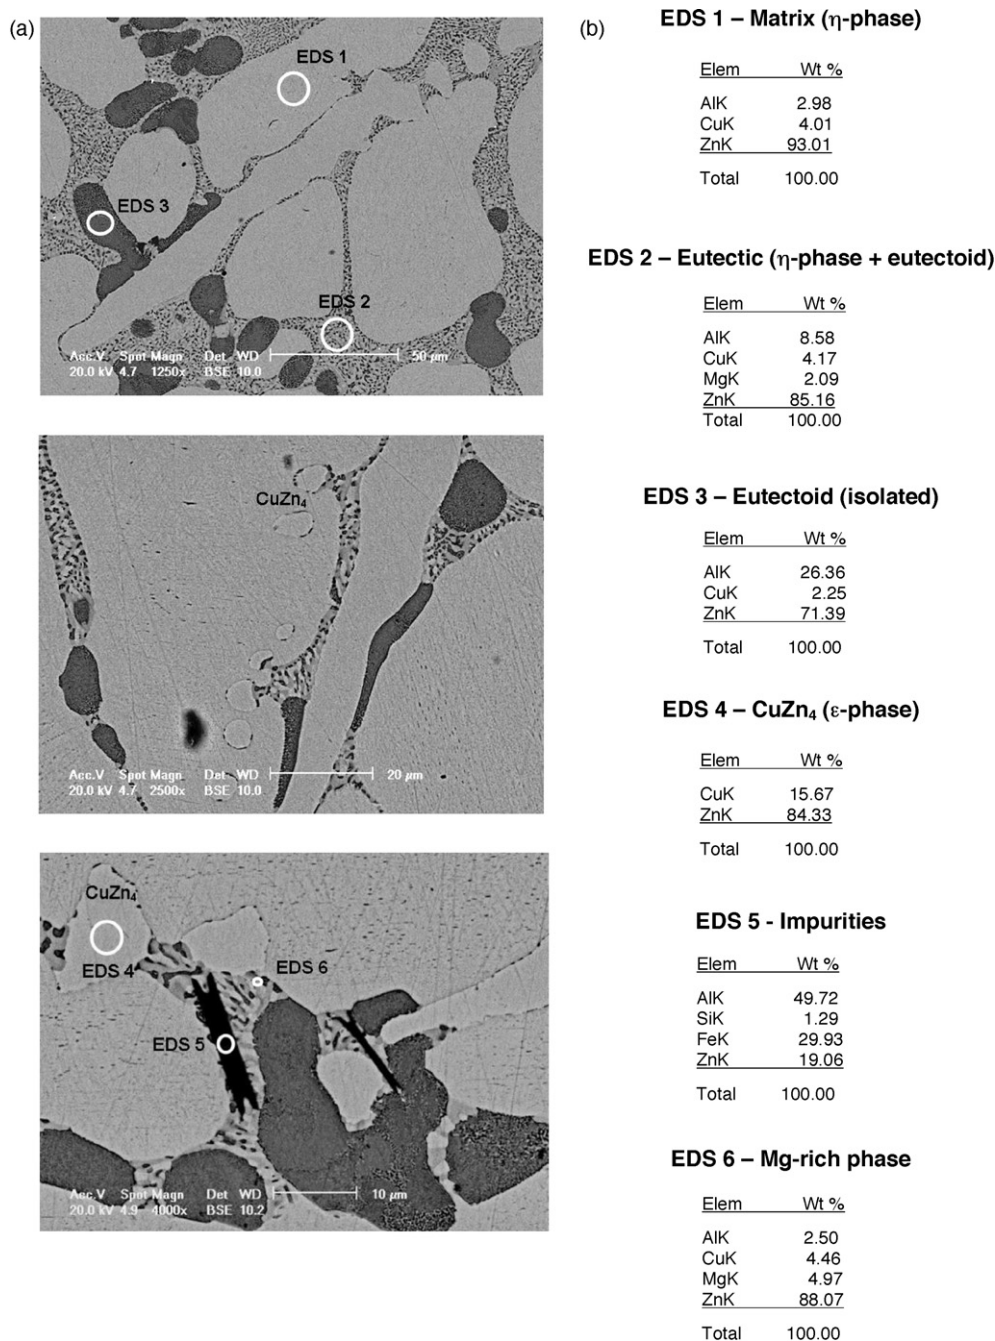 (a)
EDS 1
EDS 3
EDS 2
Acc.V Spot Magn Det WD 50 μm
20.0 kV 4.7 1250x BSE 10.0
CuZn₄
Acc.V Spot Magn Det WD 20 μm
20.0 kV 4.7 2500x BSE 10.0
CuZn₄
EDS 4
EDS 6
EDS 5
Acc.V Spot Magn Det WD 10 μm
20.0 kV 4.9 4000x BSE 10.2
(b)
EDS 1 – Matrix (η-phase)
Elem Wt %
AlK 2.98
CuK 4.01
ZnK 93.01
Total 100.00
EDS 2 – Eutectic (η-phase + eutectoid)
Elem Wt %
AlK 8.58
CuK 4.17
MgK 2.09
ZnK 85.16
Total 100.00
EDS 3 – Eutectoid (isolated)
Elem Wt %
AlK 26.36
CuK 2.25
ZnK 71.39
Total 100.00
EDS 4 – CuZn₄ (ε-phase)
Elem Wt %
CuK 15.67
ZnK 84.33
Total 100.00
EDS 5 - Impurities
Elem Wt %
AlK 49.72
SiK 1.29
FeK 29.93
ZnK 19.06
Total 100.00
EDS 6 – Mg-rich phase
Elem Wt %
AlK 2.50
CuK 4.46
MgK 4.97
ZnK 88.07
Total 100.00